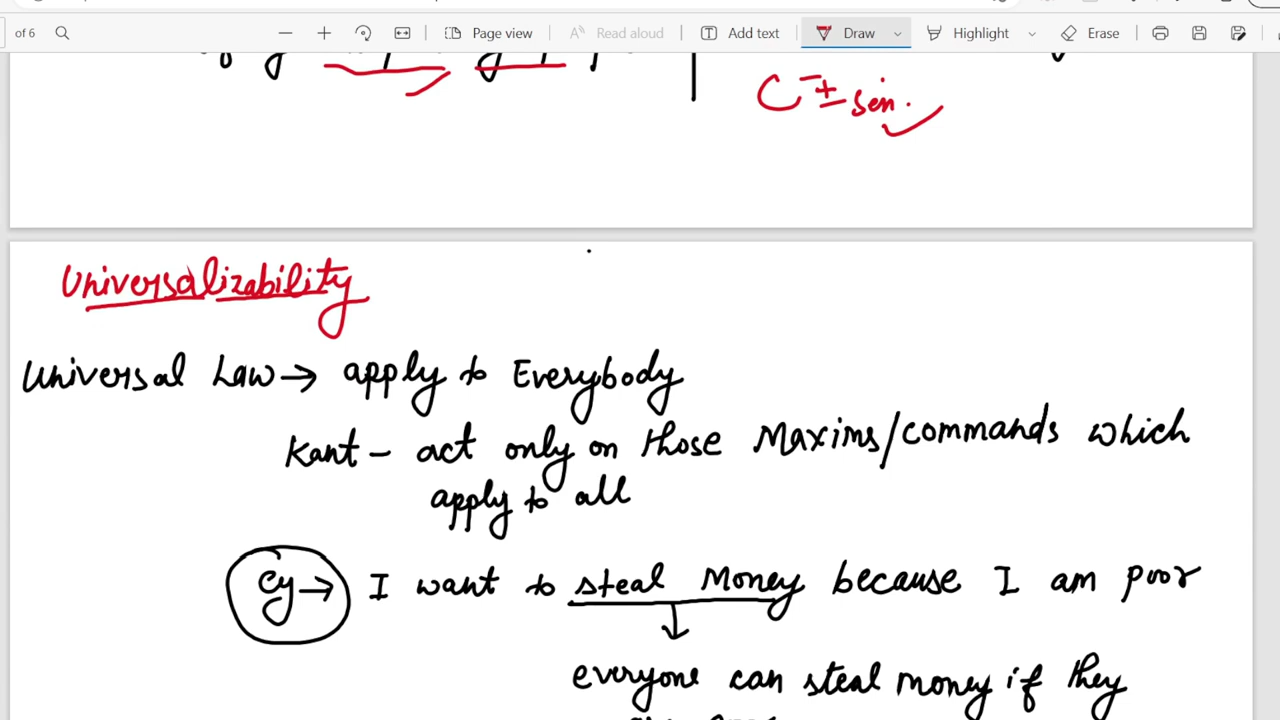 of 6 Page view Read aloud Add text Draw Highlight Erase
C sen.
Universalizability
Universal Law → apply to Everybody
Kant – act only on those Maxims/commands which
apply to all
eg → I want to steal Money because I am poor
everyone can steal money if they